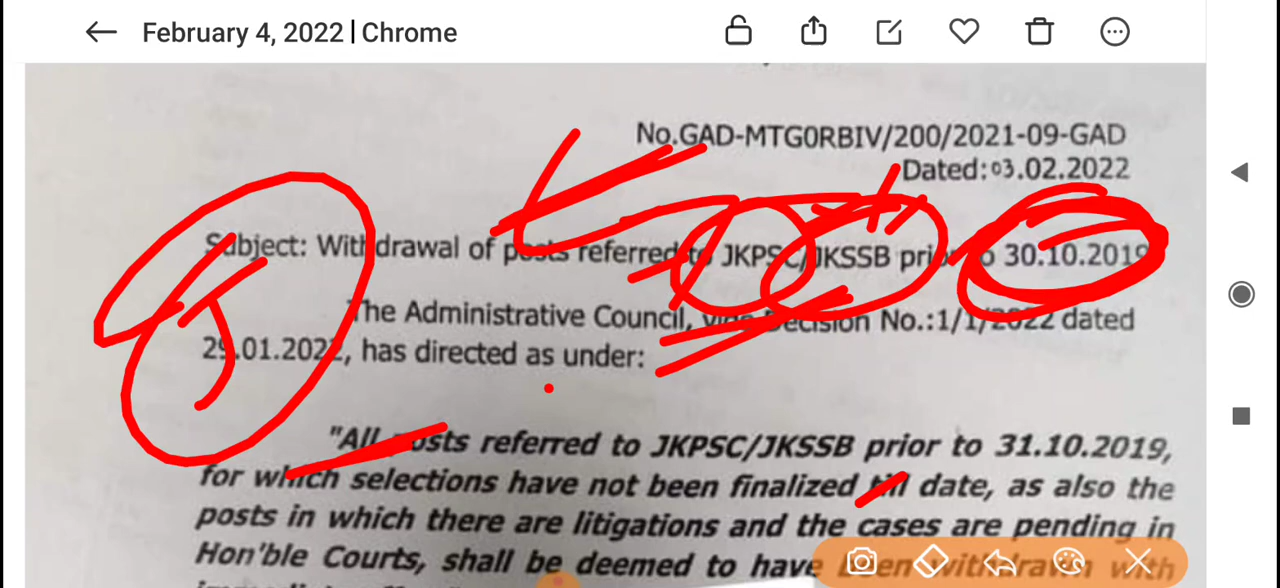 February 4, 2022 | Chrome
No.GAD-MTG0RBIV/200/2021-09-GAD
Dated:03.02.2022
Subject: Withdrawal of posts referred to JKPSC/JKSSB prior to 30.10.2019
The Administrative Council, vide Decision No.:1/1/2022 dated
29.01.2022, has directed as under:
"All posts referred to JKPSC/JKSSB prior to 31.10.2019,
for which selections have not been finalized till date, as also the
posts in which there are litigations and the cases are pending in
Hon'ble Courts, shall be deemed to have been withdrawn with